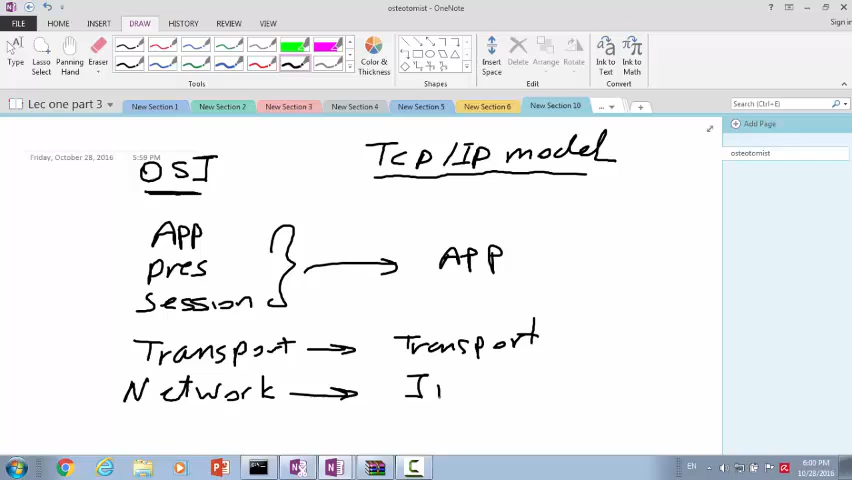 osteotomist - OneNote
FILE HOME INSERT DRAW HISTORY REVIEW VIEW
Sign in
Type Lasso Select Panning Hand Eraser Color & Thickness Insert Space Delete Arrange Rotate Ink to Text Ink to Math
Tools Shapes Edit Convert
Lec one part 3 New Section 1 New Section 2 New Section 3 New Section 4 New Section 5 New Section 6 New Section 10 ... Search (Ctrl+E)
Add Page
osteotomist
Friday, October 28, 2016 5:59 PM
OSI Tcp/IP model
App
pres APP
Session
Transport Transport
Network
EN 6:00 PM
10/28/2016